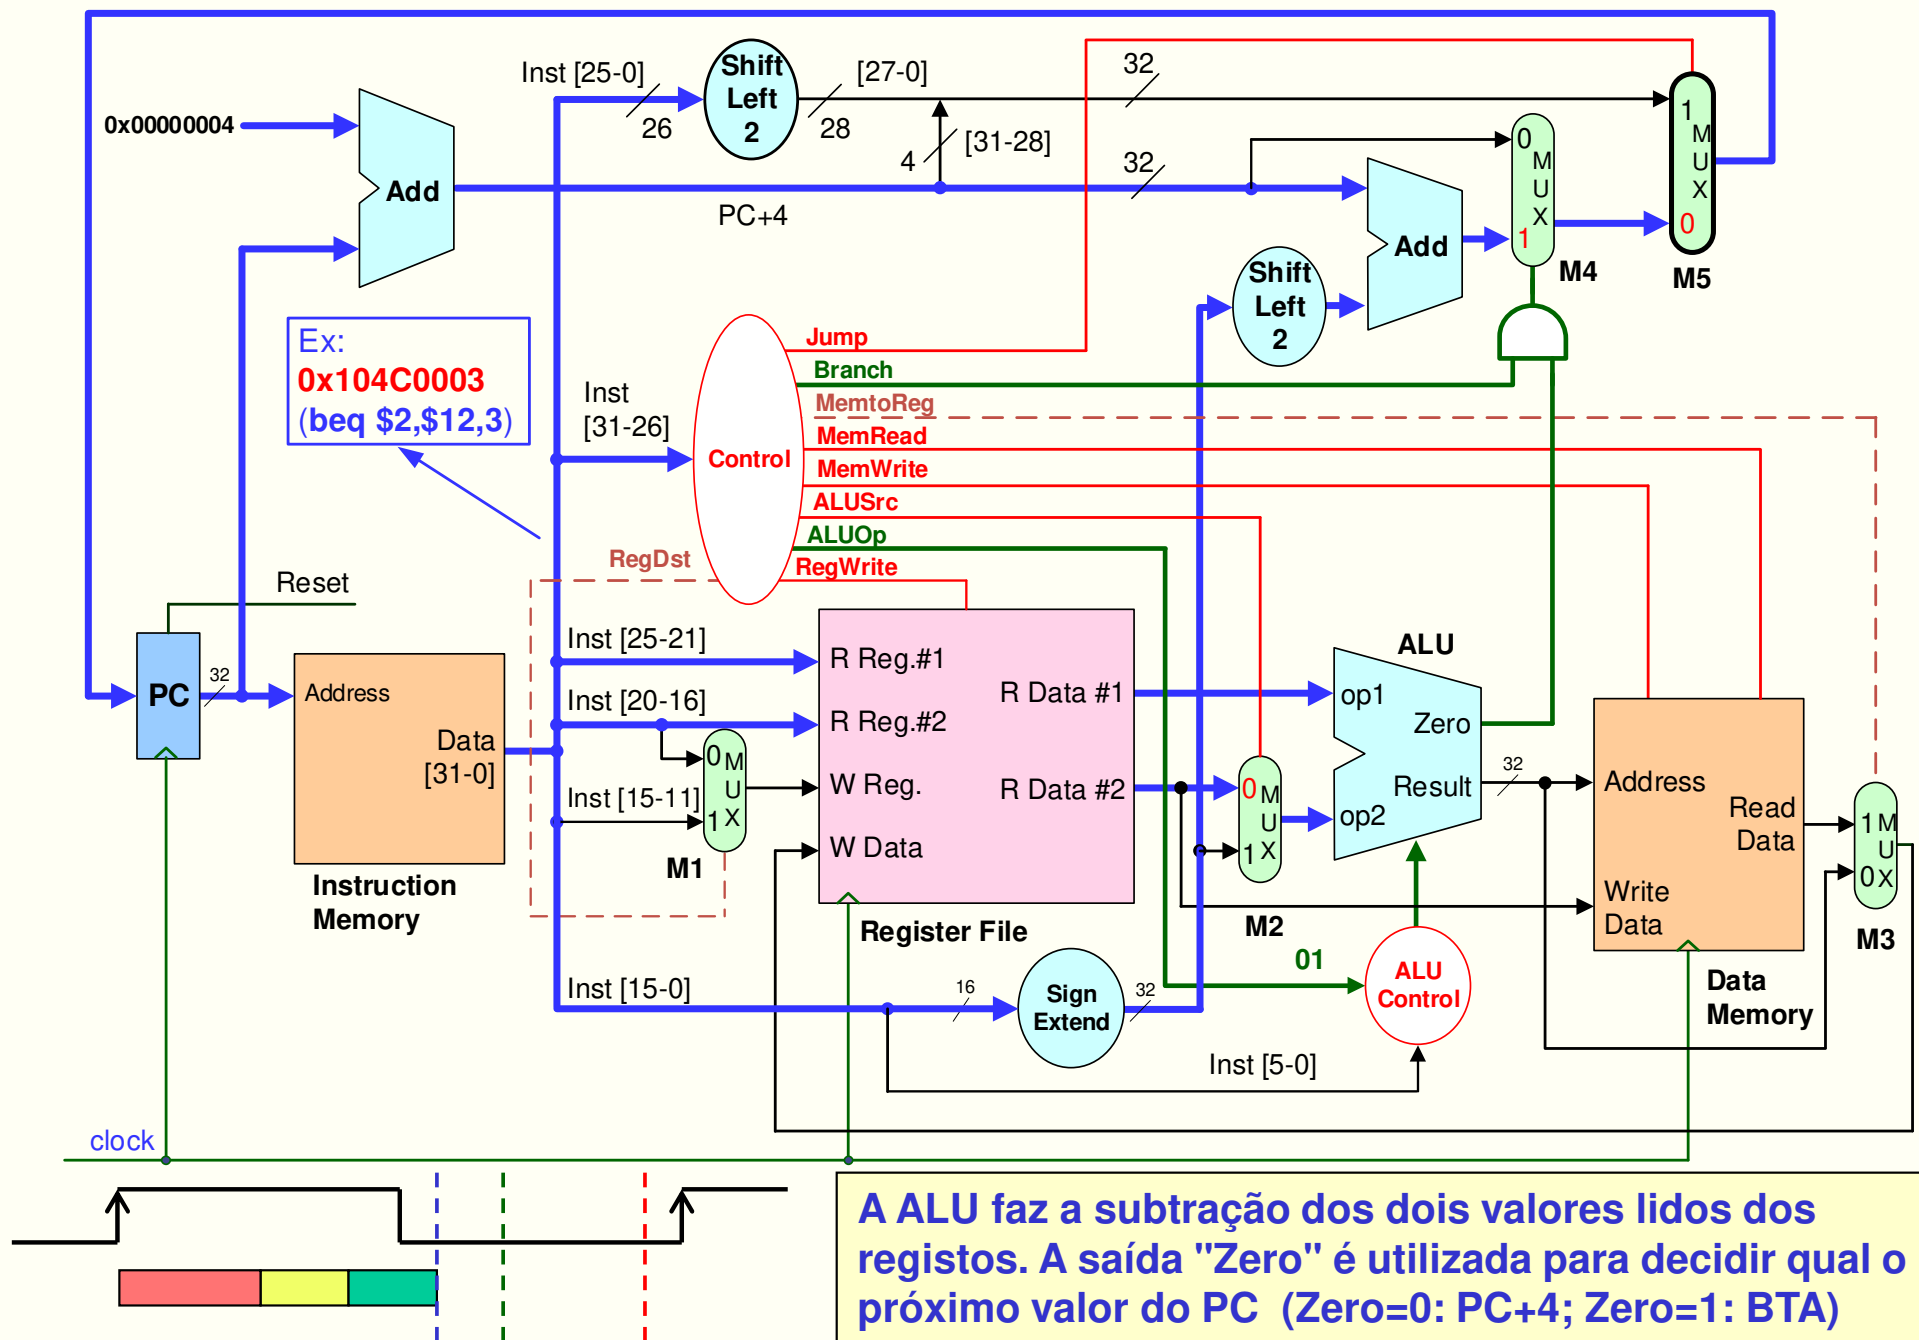 Inst [25-0]
26
Shift
Left
2
[27-0]
28
4
[31-28]
32
0x00000004
Add
PC+4
32
0
M
U
X
1
M4
1
M
U
X
0
M5
Add
Shift
Left
2
Ex:
0x104C0003
(beq $2,$12,3)
Inst
[31-26]
Control
Jump
Branch
MemtoReg
MemRead
MemWrite
ALUSrc
ALUOp
RegWrite
RegDst
Reset
PC
32
Address
Data
[31-0]
Instruction
Memory
Inst [25-21]
Inst [20-16]
Inst [15-11]
0 M
U
1 X
M1
R Reg.#1
R Reg.#2
W Reg.
W Data
R Data #1
R Data #2
Register File
0 M
U
1 X
M2
ALU
op1
Zero
Result
op2
32
Address
Read
Data
Write
Data
Data
Memory
1 M
U
0 X
M3
Inst [15-0]
16
Sign
Extend
32
01
ALU
Control
Inst [5-0]
clock
A ALU faz a subtração dos dois valores lidos dos
registos. A saída "Zero" é utilizada para decidir qual o
próximo valor do PC (Zero=0: PC+4; Zero=1: BTA)